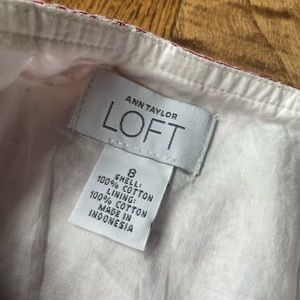 ANN TAYLOR
LOFT
8
SHELL:
100% COTTON
LINING:
100% COTTON
MADE IN
INDONESIA